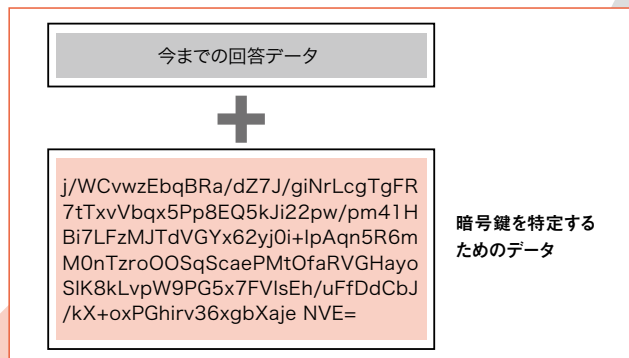 今までの回答データ
+
j/WCvwzEbqBRa/dZ7J/giNrLcgTgFR
7tTxvVbqx5Pp8EQ5kJi22pw/pm41H
Bi7LFzMJTdVGYx62yj0i+IpAqn5R6m
M0nTzroOOSqScaePMtOfaRVGHayo
SlK8kLvpW9PG5x7FVlsEh/uFfDdCbJ
/kX+oxPGhirv36xgbXaje NVE=
暗号鍵を特定する
ためのデータ